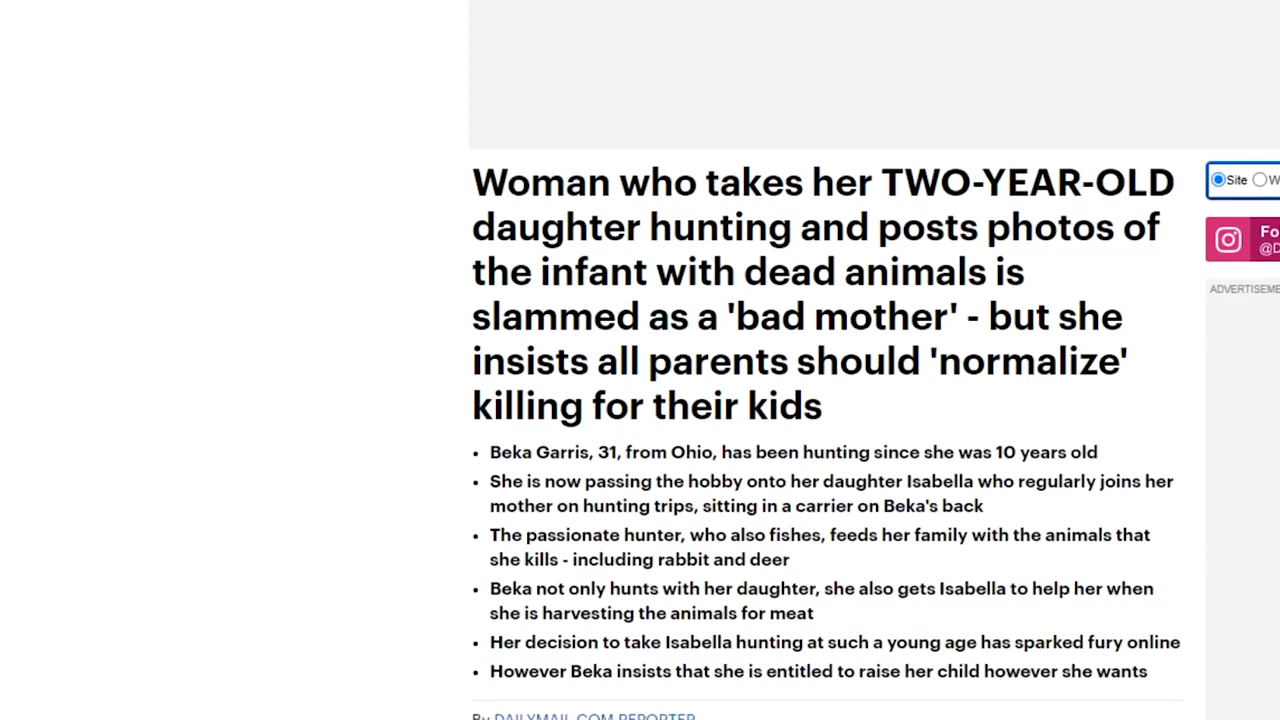 Woman who takes her TWO-YEAR-OLD
daughter hunting and posts photos of
the infant with dead animals is
slammed as a 'bad mother' - but she
insists all parents should 'normalize'
killing for their kids
• Beka Garris, 31, from Ohio, has been hunting since she was 10 years old
• She is now passing the hobby onto her daughter Isabella who regularly joins her
mother on hunting trips, sitting in a carrier on Beka's back
• The passionate hunter, who also fishes, feeds her family with the animals that
she kills - including rabbit and deer
• Beka not only hunts with her daughter, she also gets Isabella to help her when
she is harvesting the animals for meat
• Her decision to take Isabella hunting at such a young age has sparked fury online
• However Beka insists that she is entitled to raise her child however she wants
By DAILYMAIL.COM REPORTER
Site W
Fo
@D
ADVERTISEME